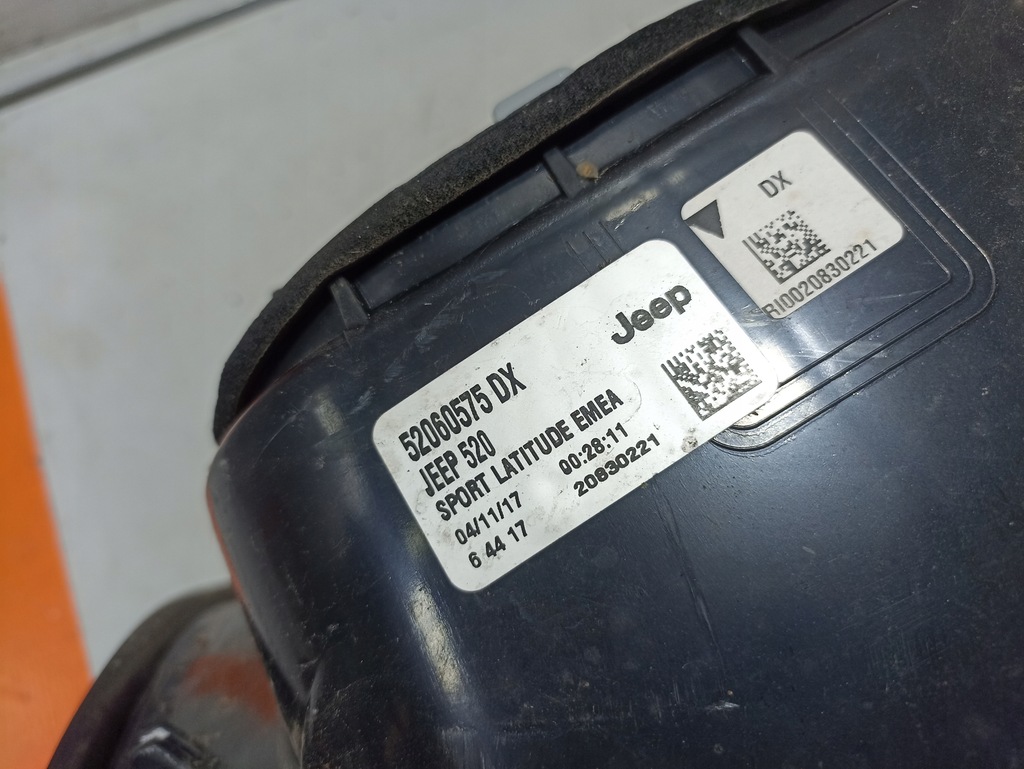 DX
RI0020830221
Jeep
52060575 DX
JEEP 520
SPORT LATITUDE EMEA
04/11/17 00:28:11
6 44 17 20830221